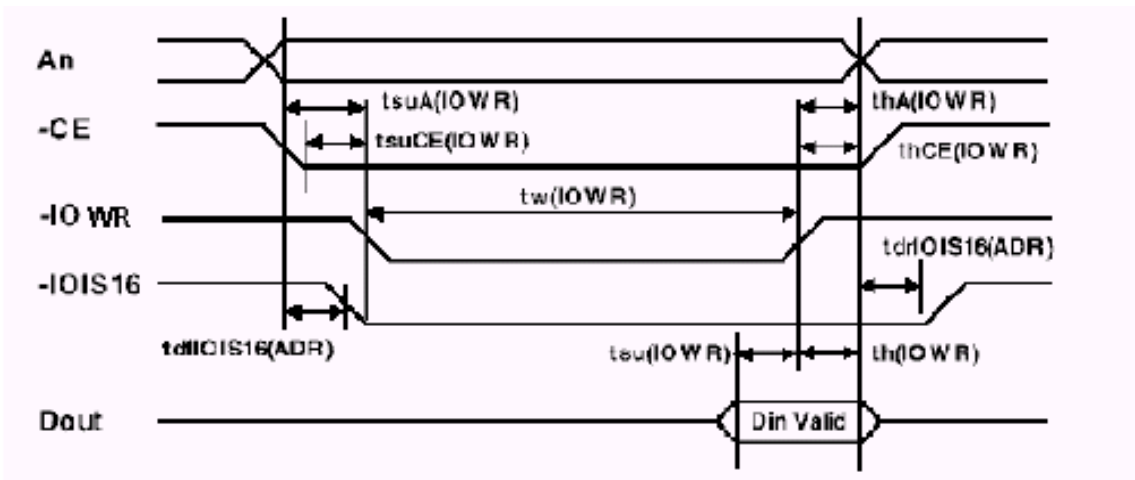 An
tsuA(IOWR)
thA(IOWR)
-CE
tsuCE(IOWR)
thCE(IOWR)
tw(IOWR)
-IO WR
tdrIOIS16(ADR)
-IOIS16
tdfIOIS16(ADR)
tsu(IOWR)
th(IOWR)
Dout
Din Valid